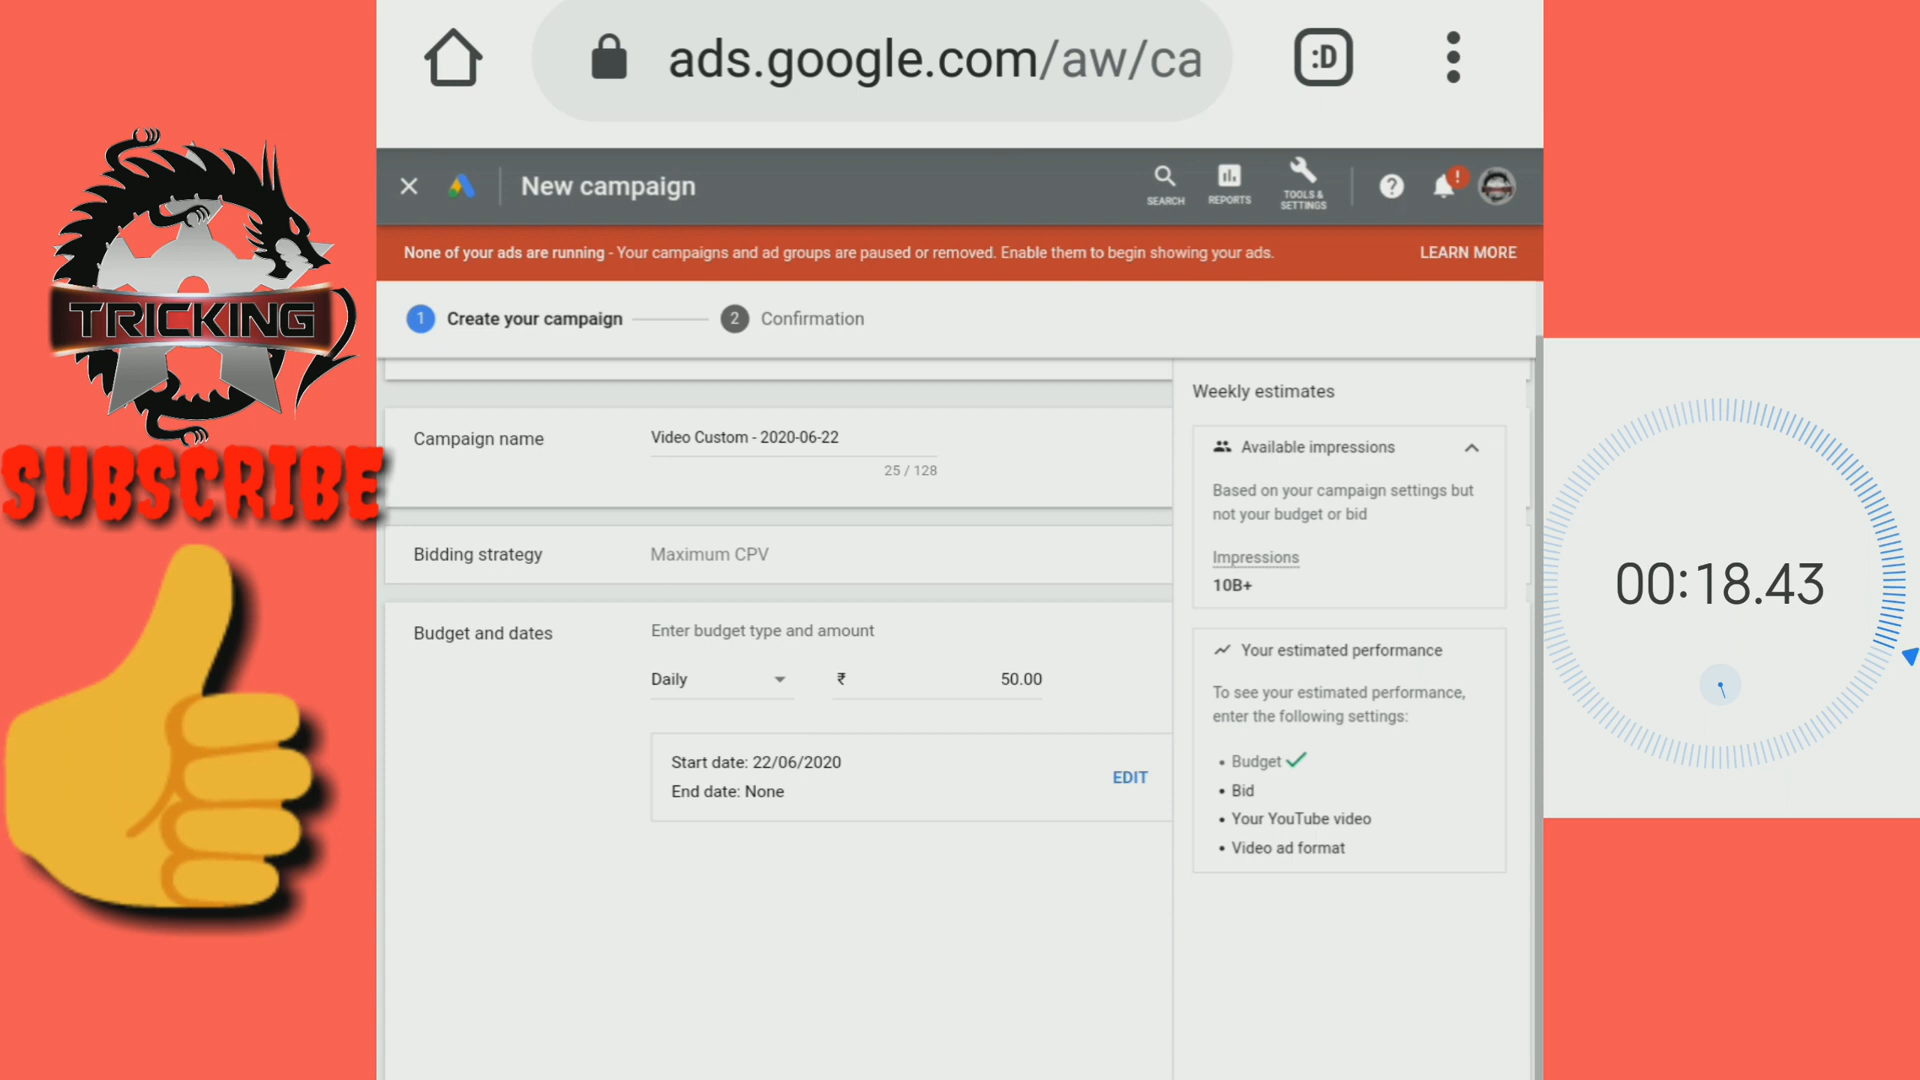 ads.google.com/aw/ca
:D
New campaign
SEARCH
REPORTS
TOOLS &
SETTINGS
None of your ads are running - Your campaigns and ad groups are paused or removed. Enable them to begin showing your ads.
LEARN MORE
1 Create your campaign
2 Confirmation
TRICKING
SUBSCRIBE
Campaign name
Video Custom - 2020-06-22
25 / 128
Bidding strategy
Maximum CPV
Budget and dates
Enter budget type and amount
Daily
₹ 50.00
Start date: 22/06/2020
End date: None
EDIT
Weekly estimates
Available impressions
Based on your campaign settings but
not your budget or bid
Impressions
10B+
Your estimated performance
To see your estimated performance,
enter the following settings:
• Budget
• Bid
• Your YouTube video
• Video ad format
00:18.43